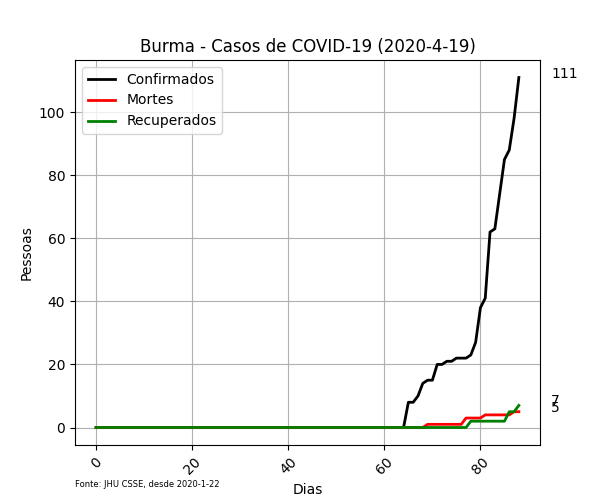 Burma - Casos de COVID-19 (2020-4-19)
Confirmados
Mortes
Recuperados
111
100
80
60
40
20
0
7
5
Pessoas
0 20 40 60 80
Dias
Fonte: JHU CSSE, desde 2020-1-22